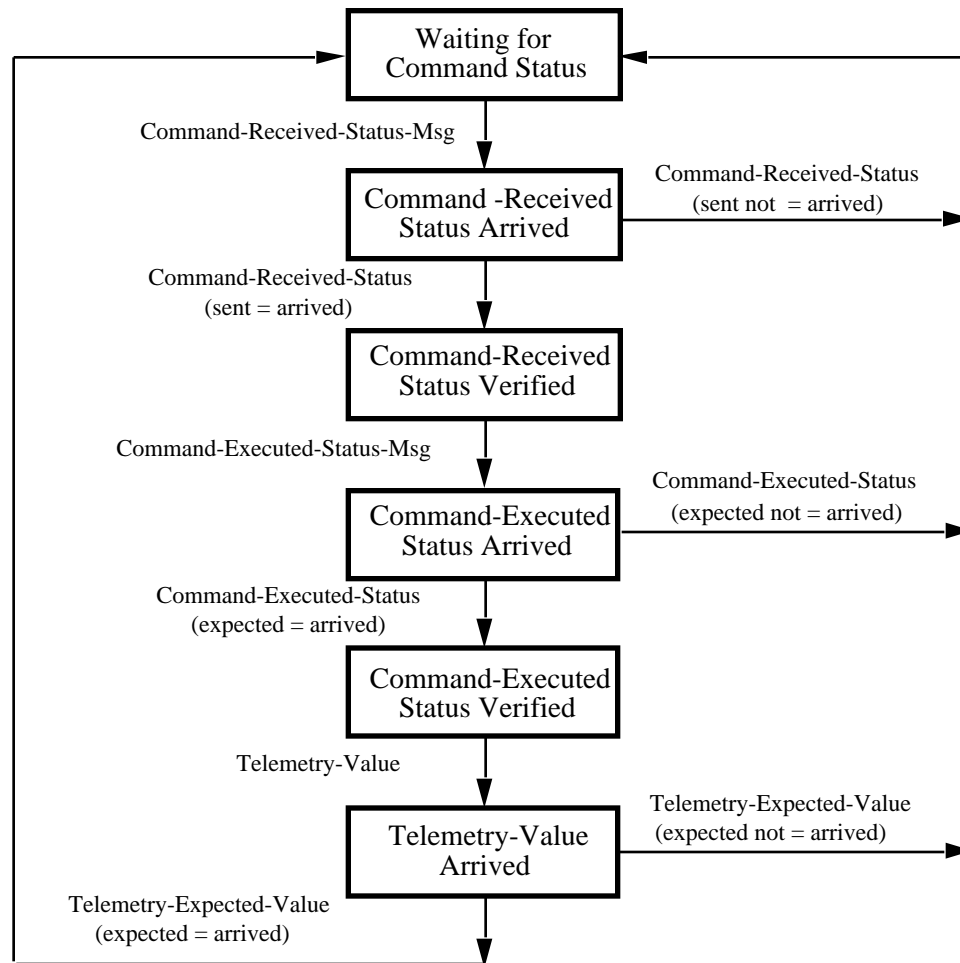 Waiting for
Command Status
Command-Received-Status-Msg
Command -Received
Status Arrived
Command-Received-Status
(sent not = arrived)
Command-Received-Status
(sent = arrived)
Command-Received
Status Verified
Command-Executed-Status-Msg
Command-Executed
Status Arrived
Command-Executed-Status
(expected not = arrived)
Command-Executed-Status
(expected = arrived)
Command-Executed
Status Verified
Telemetry-Value
Telemetry-Value
Arrived
Telemetry-Expected-Value
(expected not = arrived)
Telemetry-Expected-Value
(expected = arrived)